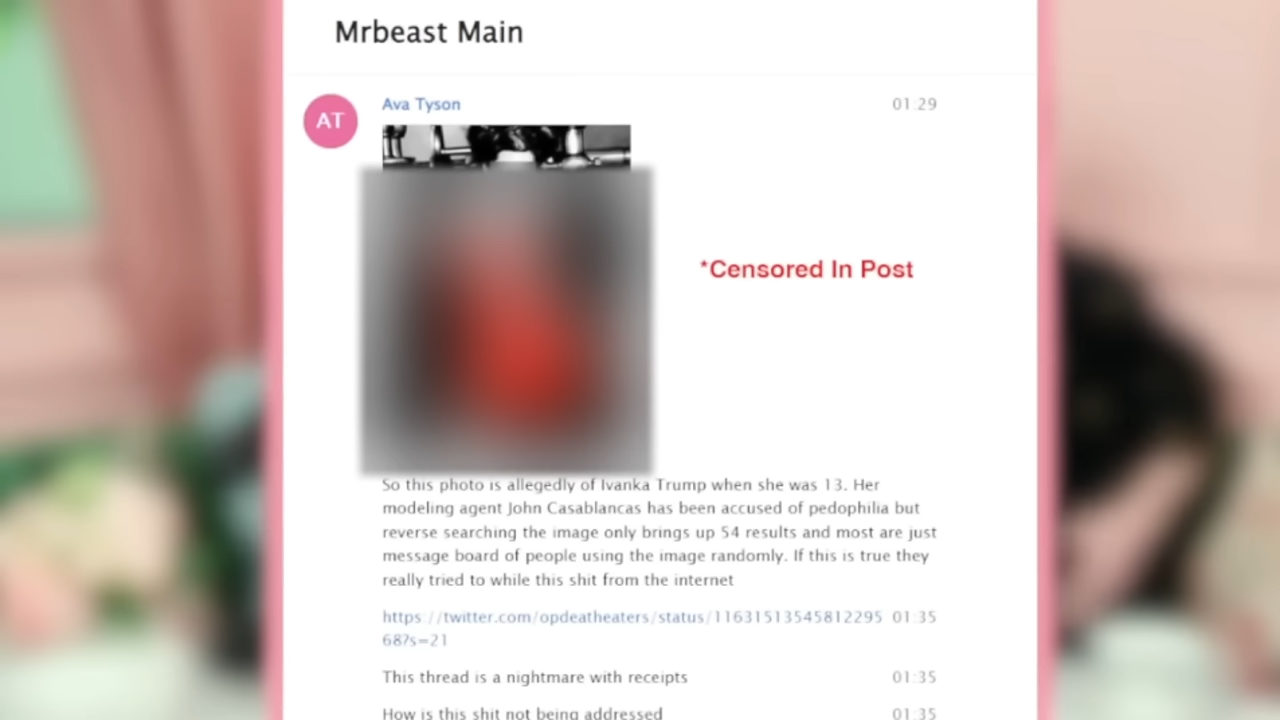 Mrbeast Main
AT
Ava Tyson
01:29
*Censored In Post
So this photo is allegedly of Ivanka Trump when she was 13. Her
modeling agent John Casablancas has been accused of pedophilia but
reverse searching the image only brings up 54 results and most are just
message board of people using the image randomly. If this is true they
really tried to while this shit from the internet
https://twitter.com/opdeatheaters/status/11631513545812295 01:35
68?s=21
This thread is a nightmare with receipts 01:35
How is this shit not being addressed 01:35